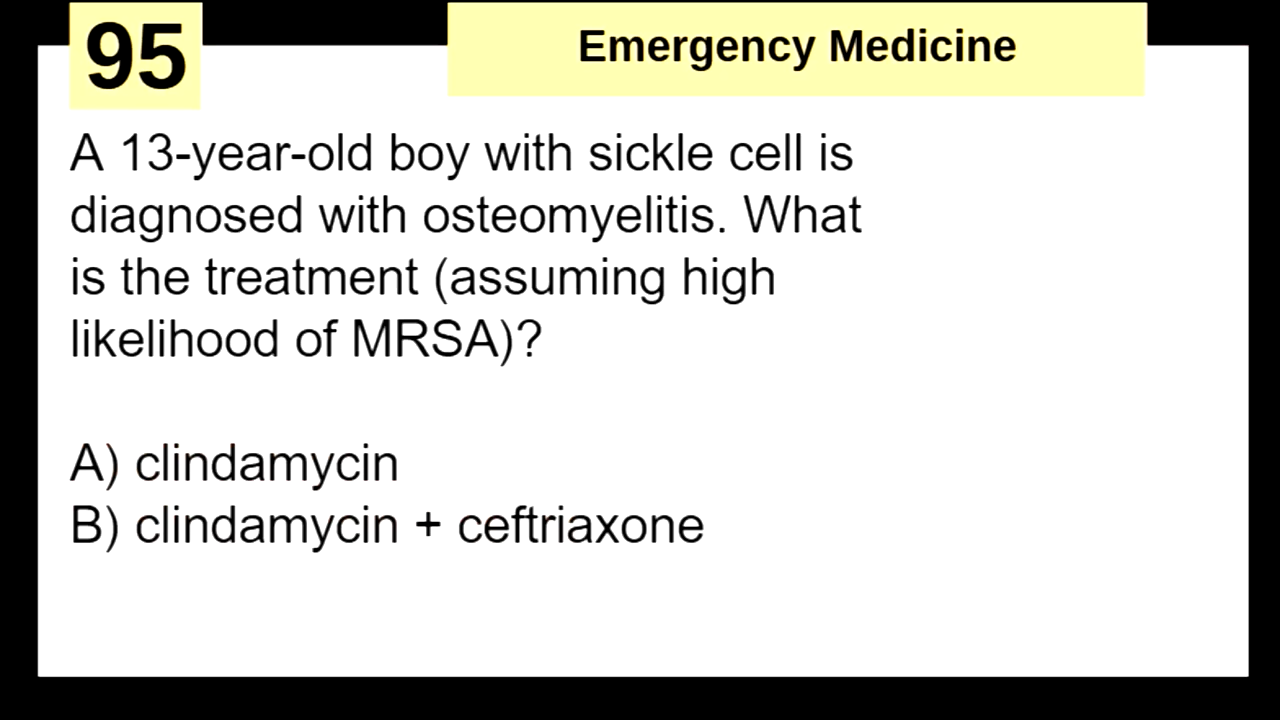 95
Emergency Medicine
A 13-year-old boy with sickle cell is
diagnosed with osteomyelitis. What
is the treatment (assuming high
likelihood of MRSA)?
A) clindamycin
B) clindamycin + ceftriaxone